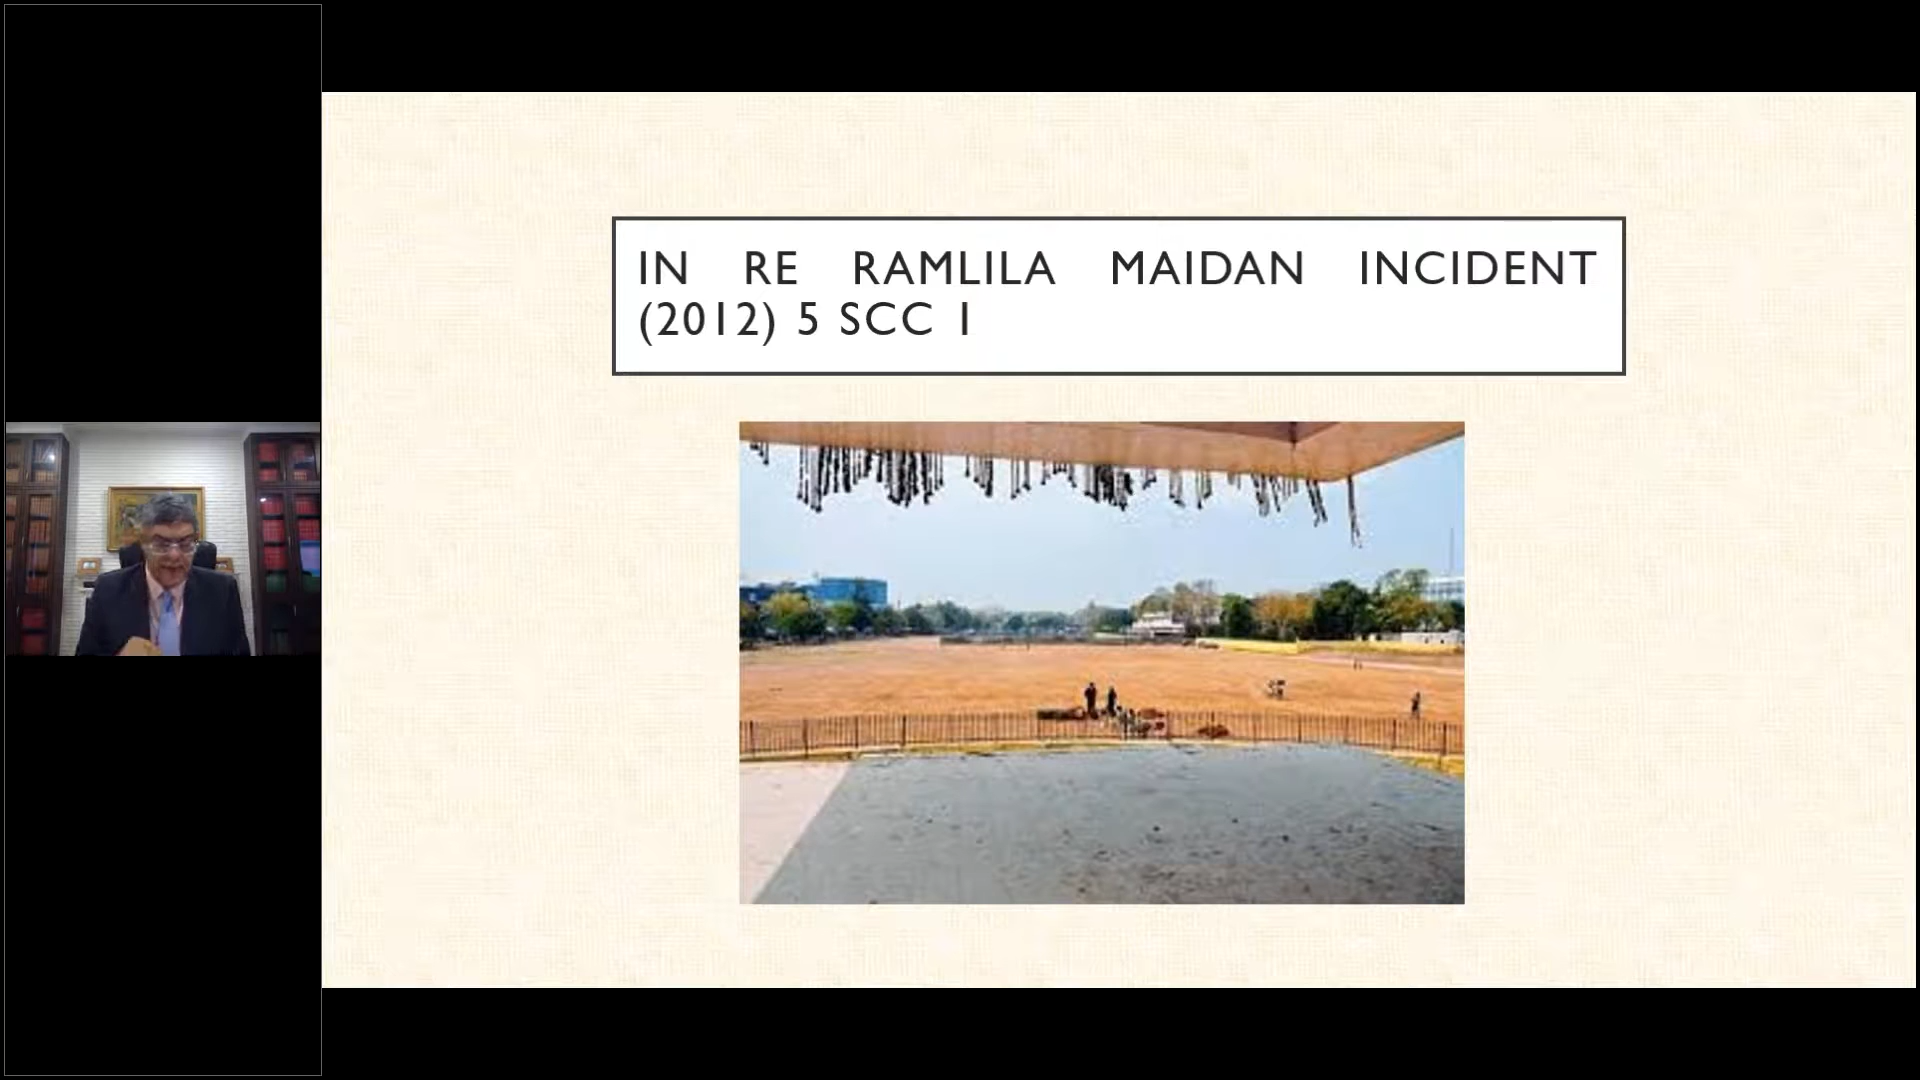 IN RE RAMLILA MAIDAN INCIDENT
(2012) 5 SCC 1